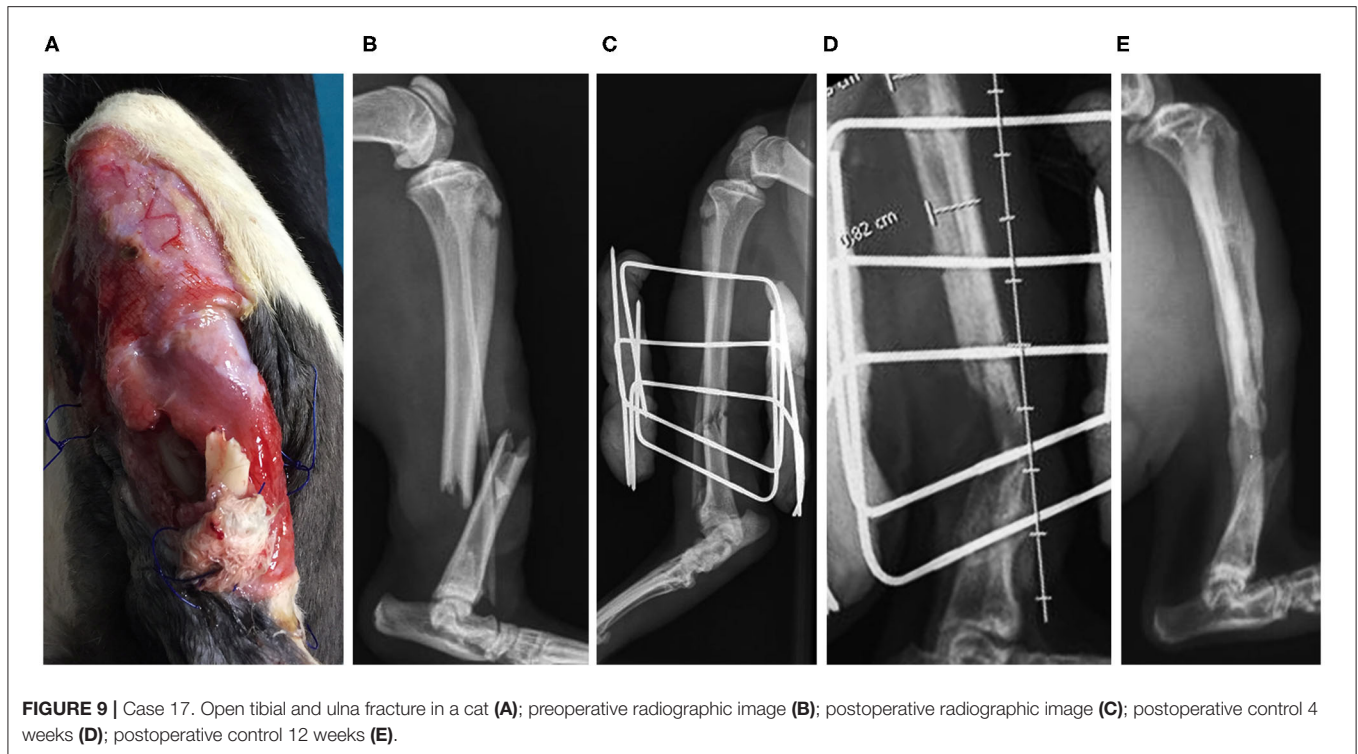 A B C D E
0.82 cm
FIGURE 9 | Case 17. Open tibial and ulna fracture in a cat (A); preoperative radiographic image (B); postoperative radiographic image (C); postoperative control 4
weeks (D); postoperative control 12 weeks (E).